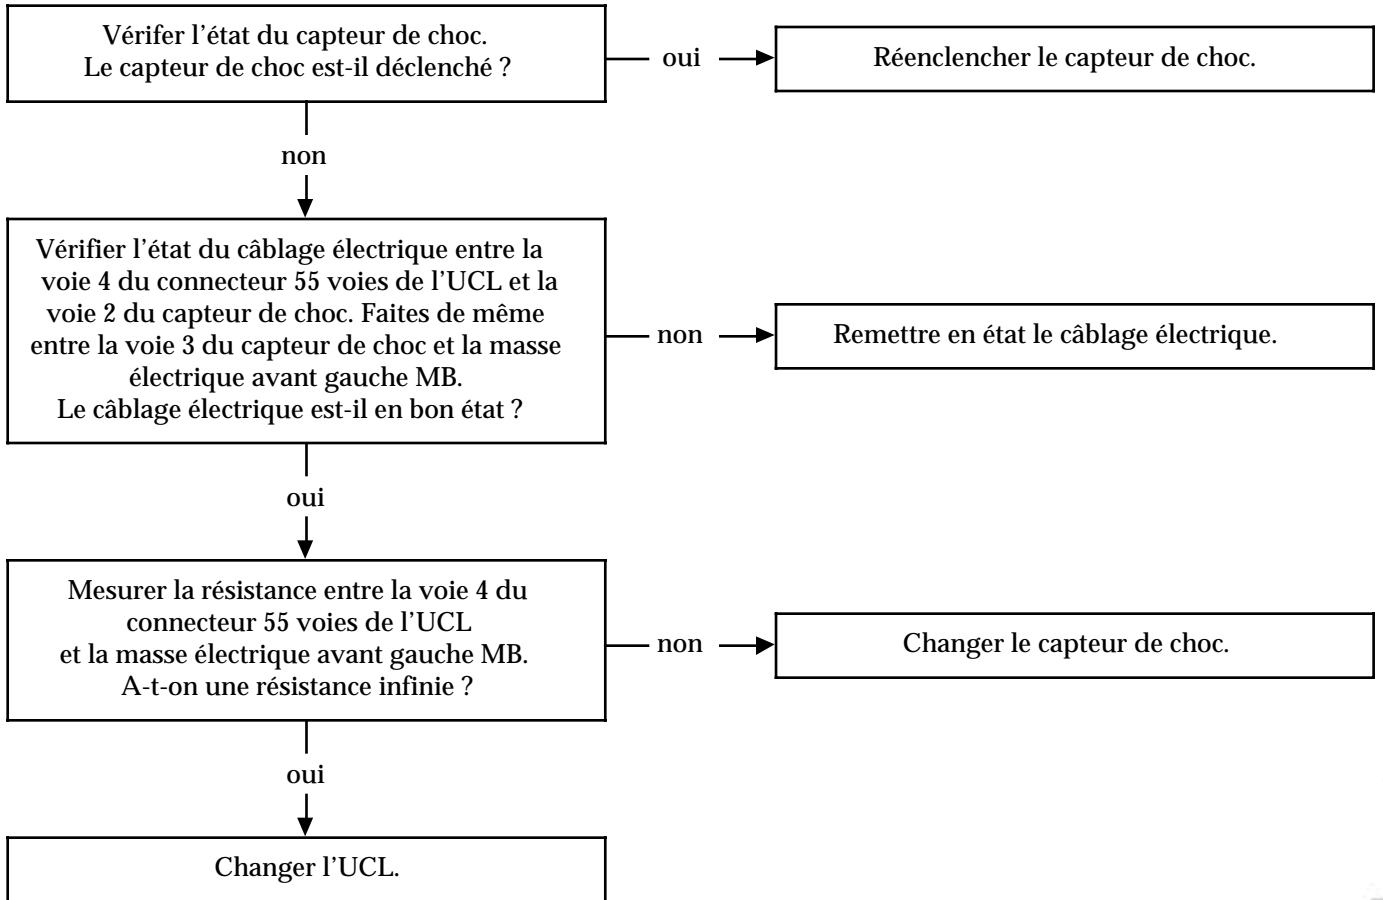 Vérifer l'état du capteur de choc.
Le capteur de choc est-il déclenché ?
oui
Réenclencher le capteur de choc.
non
Vérifier l'état du câblage électrique entre la
voie 4 du connecteur 55 voies de l'UCL et la
voie 2 du capteur de choc. Faites de même
entre la voie 3 du capteur de choc et la masse
électrique avant gauche MB.
Le câblage électrique est-il en bon état ?
non
Remettre en état le câblage électrique.
oui
Mesurer la résistance entre la voie 4 du
connecteur 55 voies de l'UCL
et la masse électrique avant gauche MB.
A-t-on une résistance infinie ?
non
Changer le capteur de choc.
oui
Changer l'UCL.